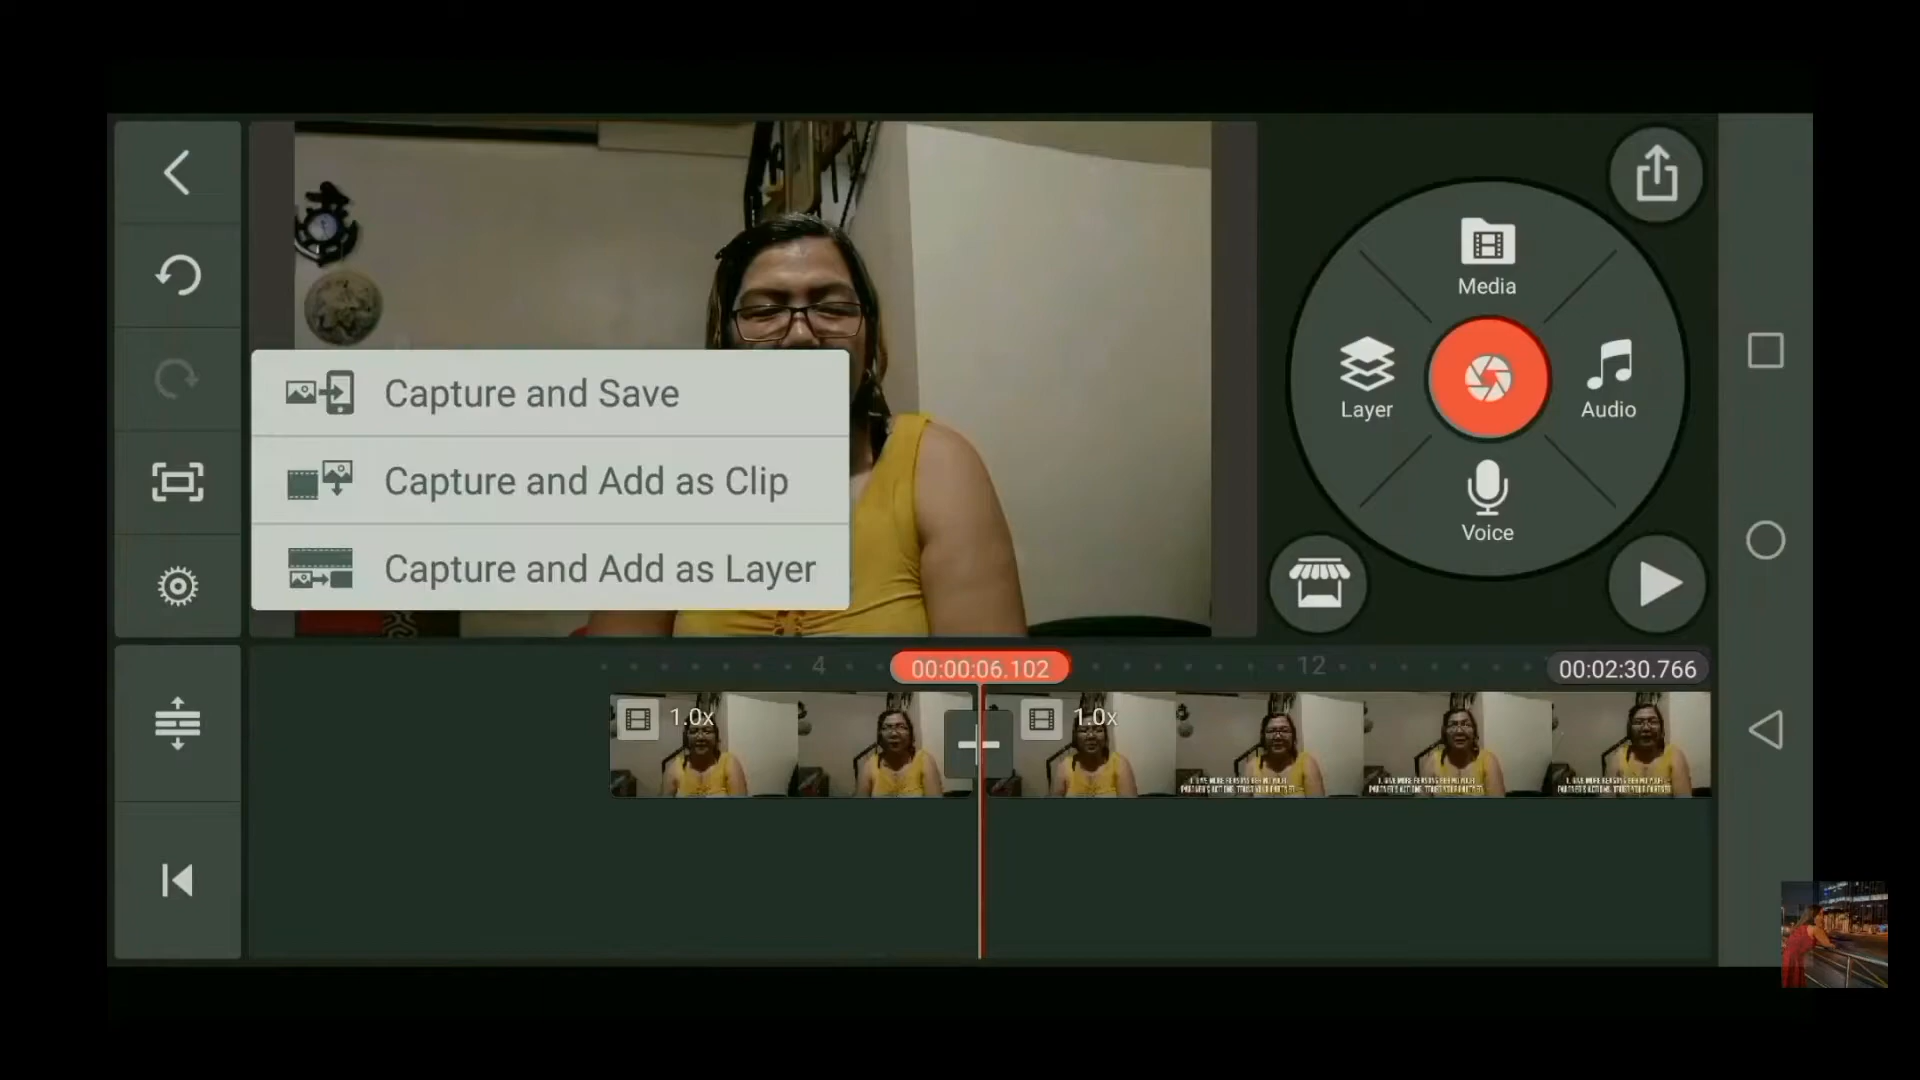 Media
Layer
Audio
Voice
Capture and Save
Capture and Add as Clip
Capture and Add as Layer
4
00:00:06.102
12
00:02:30.766
1.0x
1.0x